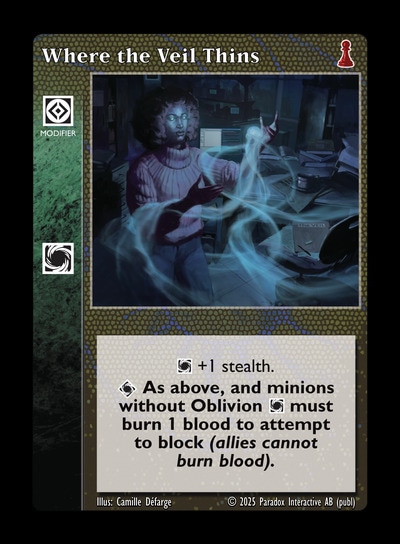 Where the Veil Thins
MODIFIER
+1 stealth.
As above, and minions
without Oblivion must
burn 1 blood to attempt
to block (allies cannot
burn blood).
Illus: Camille Défarge © 2025 Paradox Interactive AB (publ)